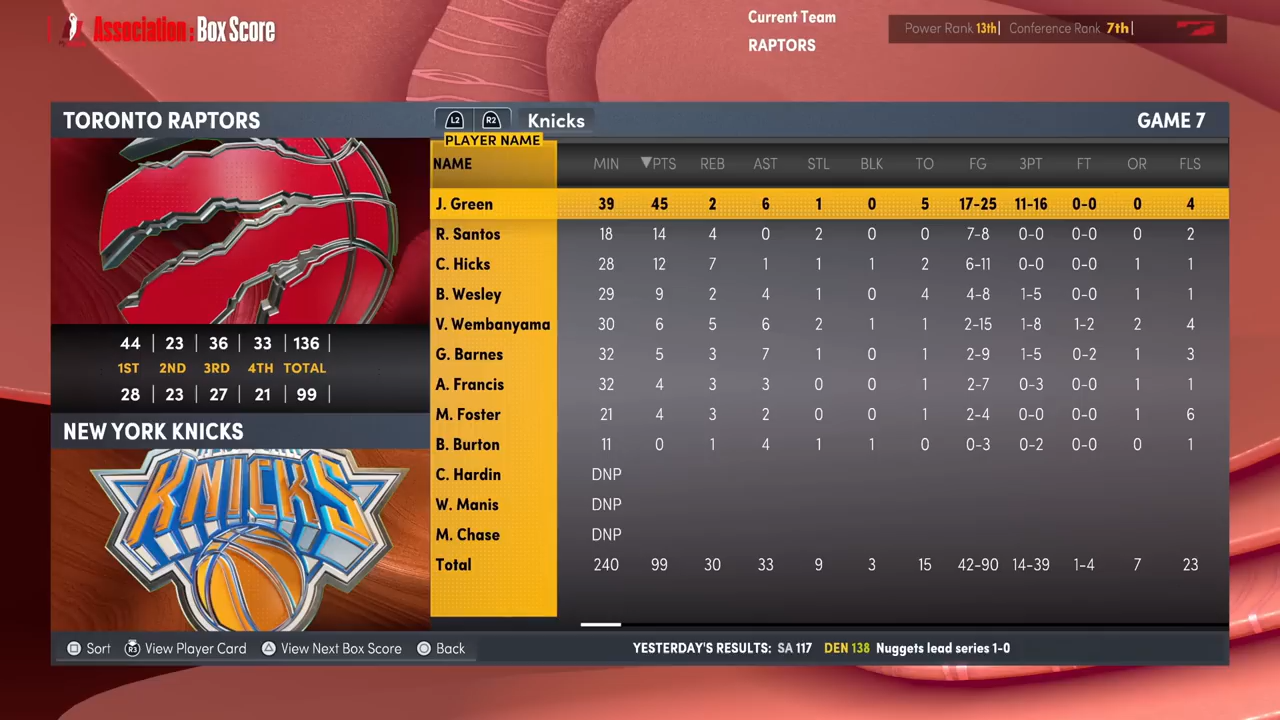 Association : Box Score
Current Team
RAPTORS
Power Rank 13th| Conference Rank 7th|
TORONTO RAPTORS
44 | 23 | 36 | 33 | 136 |
1ST 2ND 3RD 4TH TOTAL
28 | 23 | 27 | 21 | 99 |
NEW YORK KNICKS
KNICKS
L2 R2 Knicks GAME 7
PLAYER NAME
NAME MIN ▼PTS REB AST STL BLK TO FG 3PT FT OR FLS
J. Green 39 45 2 6 1 0 5 17-25 11-16 0-0 0 4
R. Santos 18 14 4 0 2 0 0 7-8 0-0 0-0 0 2
C. Hicks 28 12 7 1 1 1 2 6-11 0-0 0-0 1 1
B. Wesley 29 9 2 4 1 0 4 4-8 1-5 0-0 1 1
V. Wembanyama 30 6 5 6 2 1 1 2-15 1-8 1-2 2 4
G. Barnes 32 5 3 7 1 0 1 2-9 1-5 0-2 1 3
A. Francis 32 4 3 3 0 0 1 2-7 0-3 0-0 1 1
M. Foster 21 4 3 2 0 0 1 2-4 0-0 0-0 1 6
B. Burton 11 0 1 4 1 1 0 0-3 0-2 0-0 0 1
C. Hardin DNP
W. Manis DNP
M. Chase DNP
Total 240 99 30 33 9 3 15 42-90 14-39 1-4 7 23
Sort R3 View Player Card View Next Box Score Back
YESTERDAY'S RESULTS: SA 117 DEN 138 Nuggets lead series 1-0